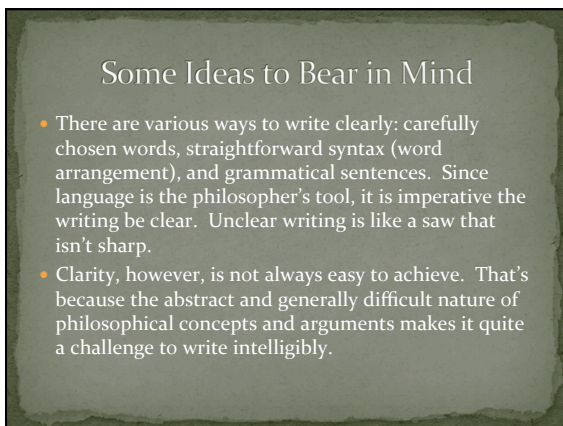 Some Ideas to Bear in Mind
• There are various ways to write clearly: carefully
chosen words, straightforward syntax (word
arrangement), and grammatical sentences.  Since
language is the philosopher's tool, it is imperative the
writing be clear.  Unclear writing is like a saw that
isn't sharp.
• Clarity, however, is not always easy to achieve.  That's
because the abstract and generally difficult nature of
philosophical concepts and arguments makes it quite
a challenge to write intelligibly.